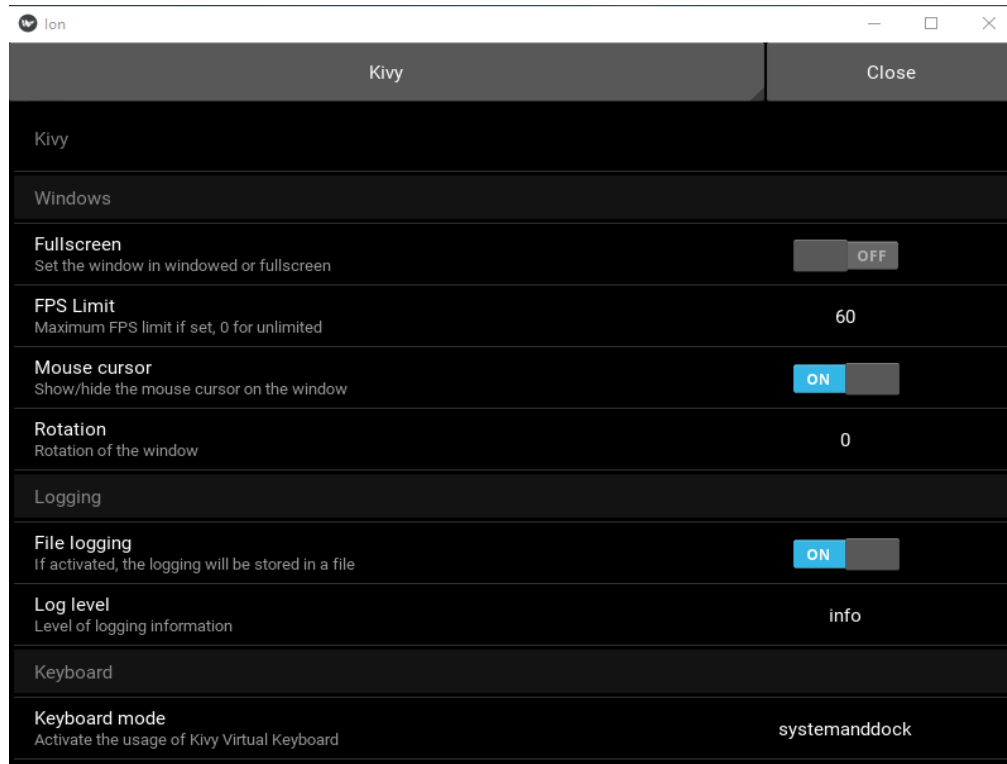 Ion
Kivy
Close
Kivy
Windows
Fullscreen
Set the window in windowed or fullscreen
OFF
FPS Limit
Maximum FPS limit if set, 0 for unlimited
60
Mouse cursor
Show/hide the mouse cursor on the window
ON
Rotation
Rotation of the window
0
Logging
File logging
If activated, the logging will be stored in a file
ON
Log level
Level of logging information
info
Keyboard
Keyboard mode
Activate the usage of Kivy Virtual Keyboard
systemanddock